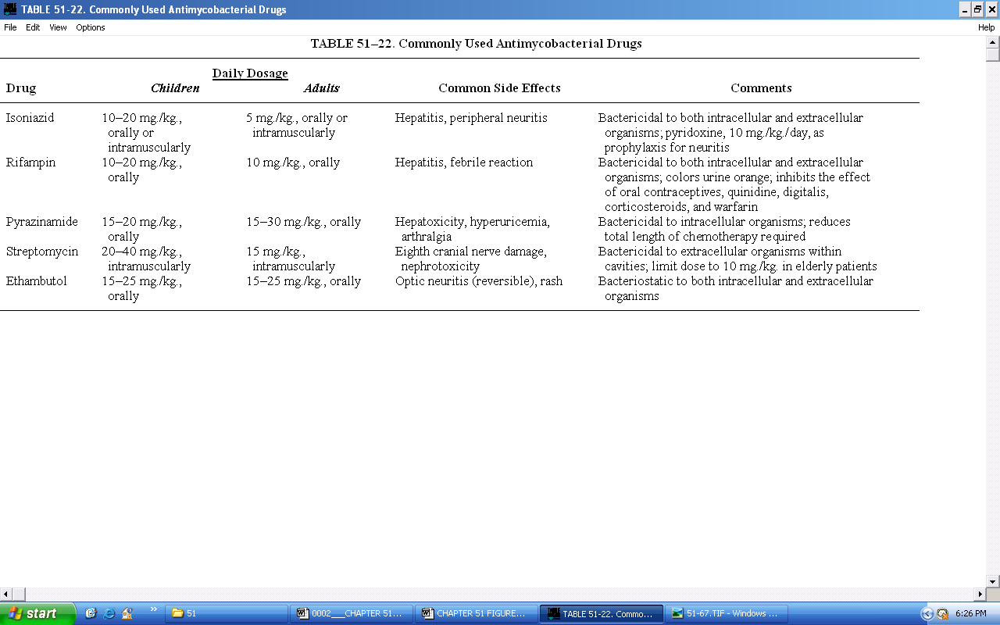 TABLE 51-22. Commonly Used Antimycobacterial Drugs
File Edit View Options Help
TABLE 51–22. Commonly Used Antimycobacterial Drugs
Daily Dosage
Drug Children Adults Common Side Effects Comments
Isoniazid 10–20 mg./kg., 5 mg./kg., orally or Hepatitis, peripheral neuritis Bactericidal to both intracellular and extracellular
orally or intramuscularly organisms; pyridoxine, 10 mg./kg./day, as
intramuscularly prophylaxis for neuritis
Rifampin 10–20 mg./kg., 10 mg./kg., orally Hepatitis, febrile reaction Bactericidal to both intracellular and extracellular
orally organisms; colors urine orange; inhibits the effect
of oral contraceptives, quinidine, digitalis,
corticosteroids, and warfarin
Pyrazinamide 15–20 mg./kg., 15–30 mg./kg., orally Hepatoxicity, hyperuricemia, Bactericidal to intracellular organisms; reduces
orally arthralgia total length of chemotherapy required
Streptomycin 20–40 mg./kg., 15 mg./kg., Eighth cranial nerve damage, Bactericidal to extracellular organisms within
intramuscularly intramuscularly nephrotoxicity cavities; limit dose to 10 mg./kg. in elderly patients
Ethambutol 15–25 mg./kg., 15–25 mg./kg., orally Optic neuritis (reversible), rash Bacteriostatic to both intracellular and extracellular
orally organisms
start 51 0002___CHAPTER 51... CHAPTER 51 FIGURE... TABLE 51-22. Commo... 51-67.TIF - Windows ... 6:26 PM